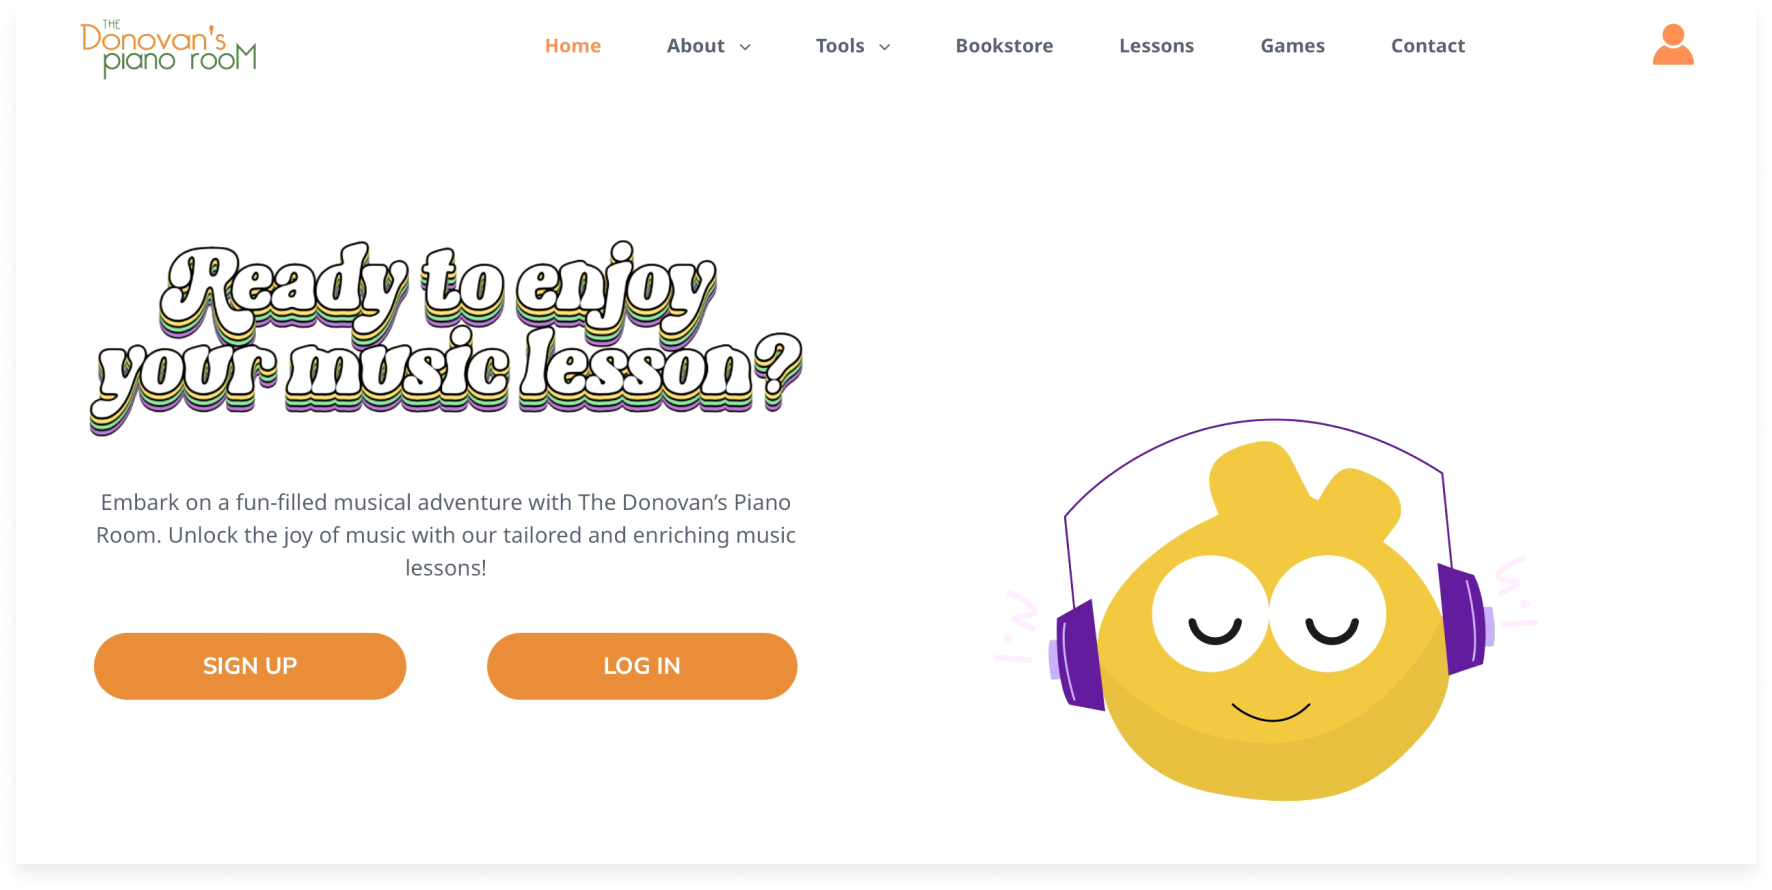 THE
Donovan's
piano rooM
Home
About
Tools
Bookstore
Lessons
Games
Contact
Ready to enjoy
your music lesson?
Embark on a fun-filled musical adventure with The Donovan’s Piano
Room. Unlock the joy of music with our tailored and enriching music
lessons!
SIGN UP
LOG IN